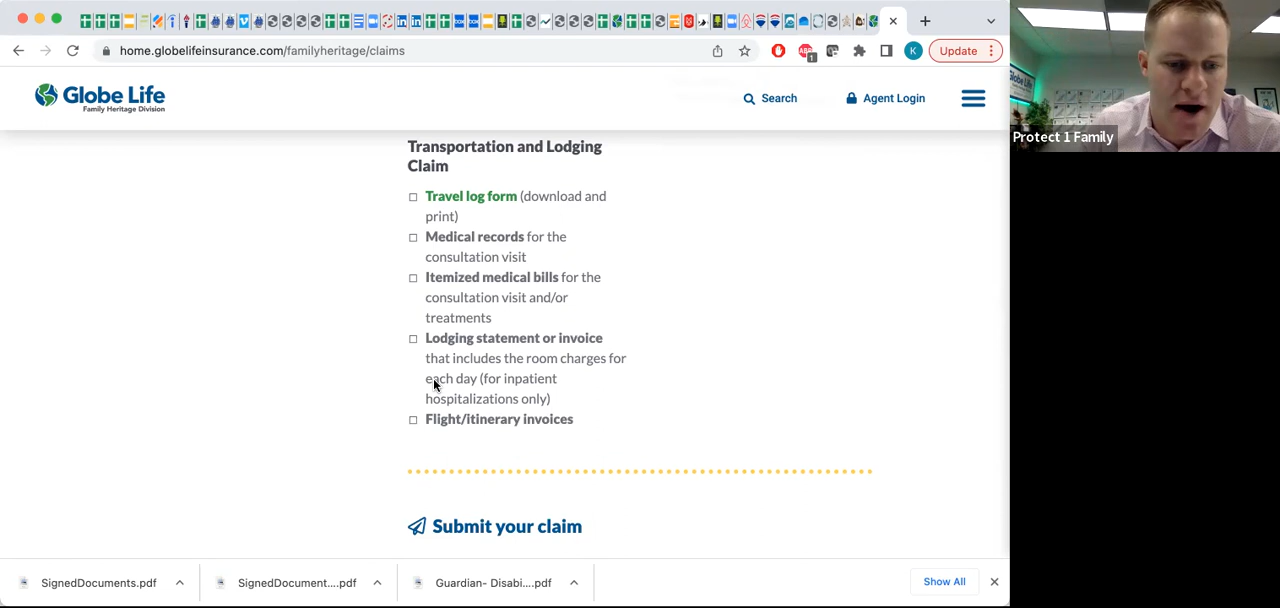 home.globelifeinsurance.com/familyheritage/claims
1
K
Update
Globe Life
Family Heritage Division
Search
Agent Login
Protect 1 Family
Transportation and Lodging
Claim
Travel log form (download and
print)
Medical records for the
consultation visit
Itemized medical bills for the
consultation visit and/or
treatments
Lodging statement or invoice
that includes the room charges for
each day (for inpatient
hospitalizations only)
Flight/itinerary invoices
Submit your claim
SignedDocuments.pdf
SignedDocument....pdf
Guardian- Disabi....pdf
Show All